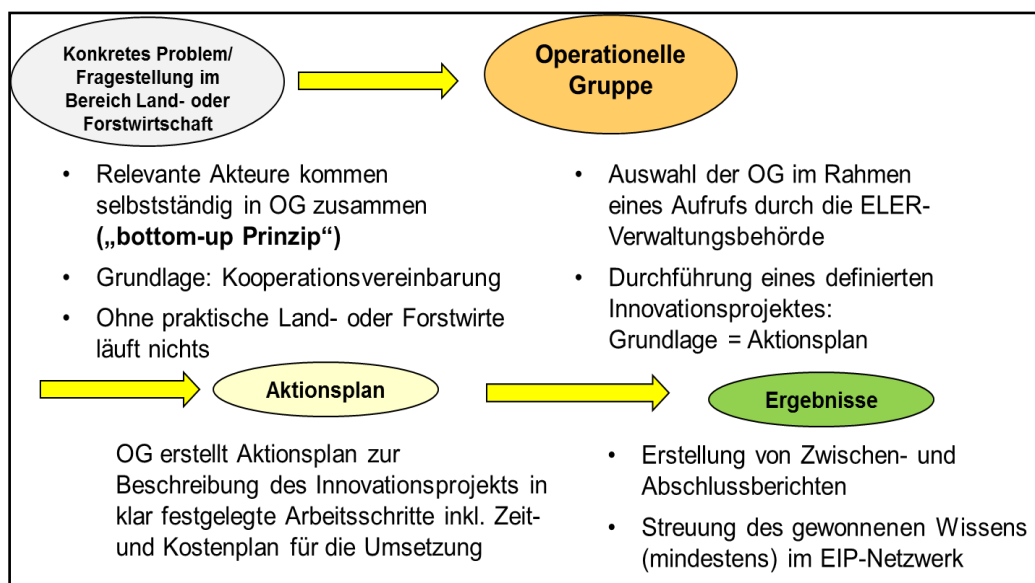 Konkretes Problem/
Fragestellung im
Bereich Land- oder
Forstwirtschaft
Operationelle
Gruppe
• Relevante Akteure kommen
selbstständig in OG zusammen
(„bottom-up Prinzip“)
• Grundlage: Kooperationsvereinbarung
• Ohne praktische Land- oder Forstwirte
läuft nichts
• Auswahl der OG im Rahmen
eines Aufrufs durch die ELER-
Verwaltungsbehörde
• Durchführung eines definierten
Innovationsprojektes:
Grundlage = Aktionsplan
Aktionsplan
Ergebnisse
OG erstellt Aktionsplan zur
Beschreibung des Innovationsprojekts in
klar festgelegte Arbeitsschritte inkl. Zeit-
und Kostenplan für die Umsetzung
• Erstellung von Zwischen- und
Abschlussberichten
• Streuung des gewonnenen Wissens
(mindestens) im EIP-Netzwerk